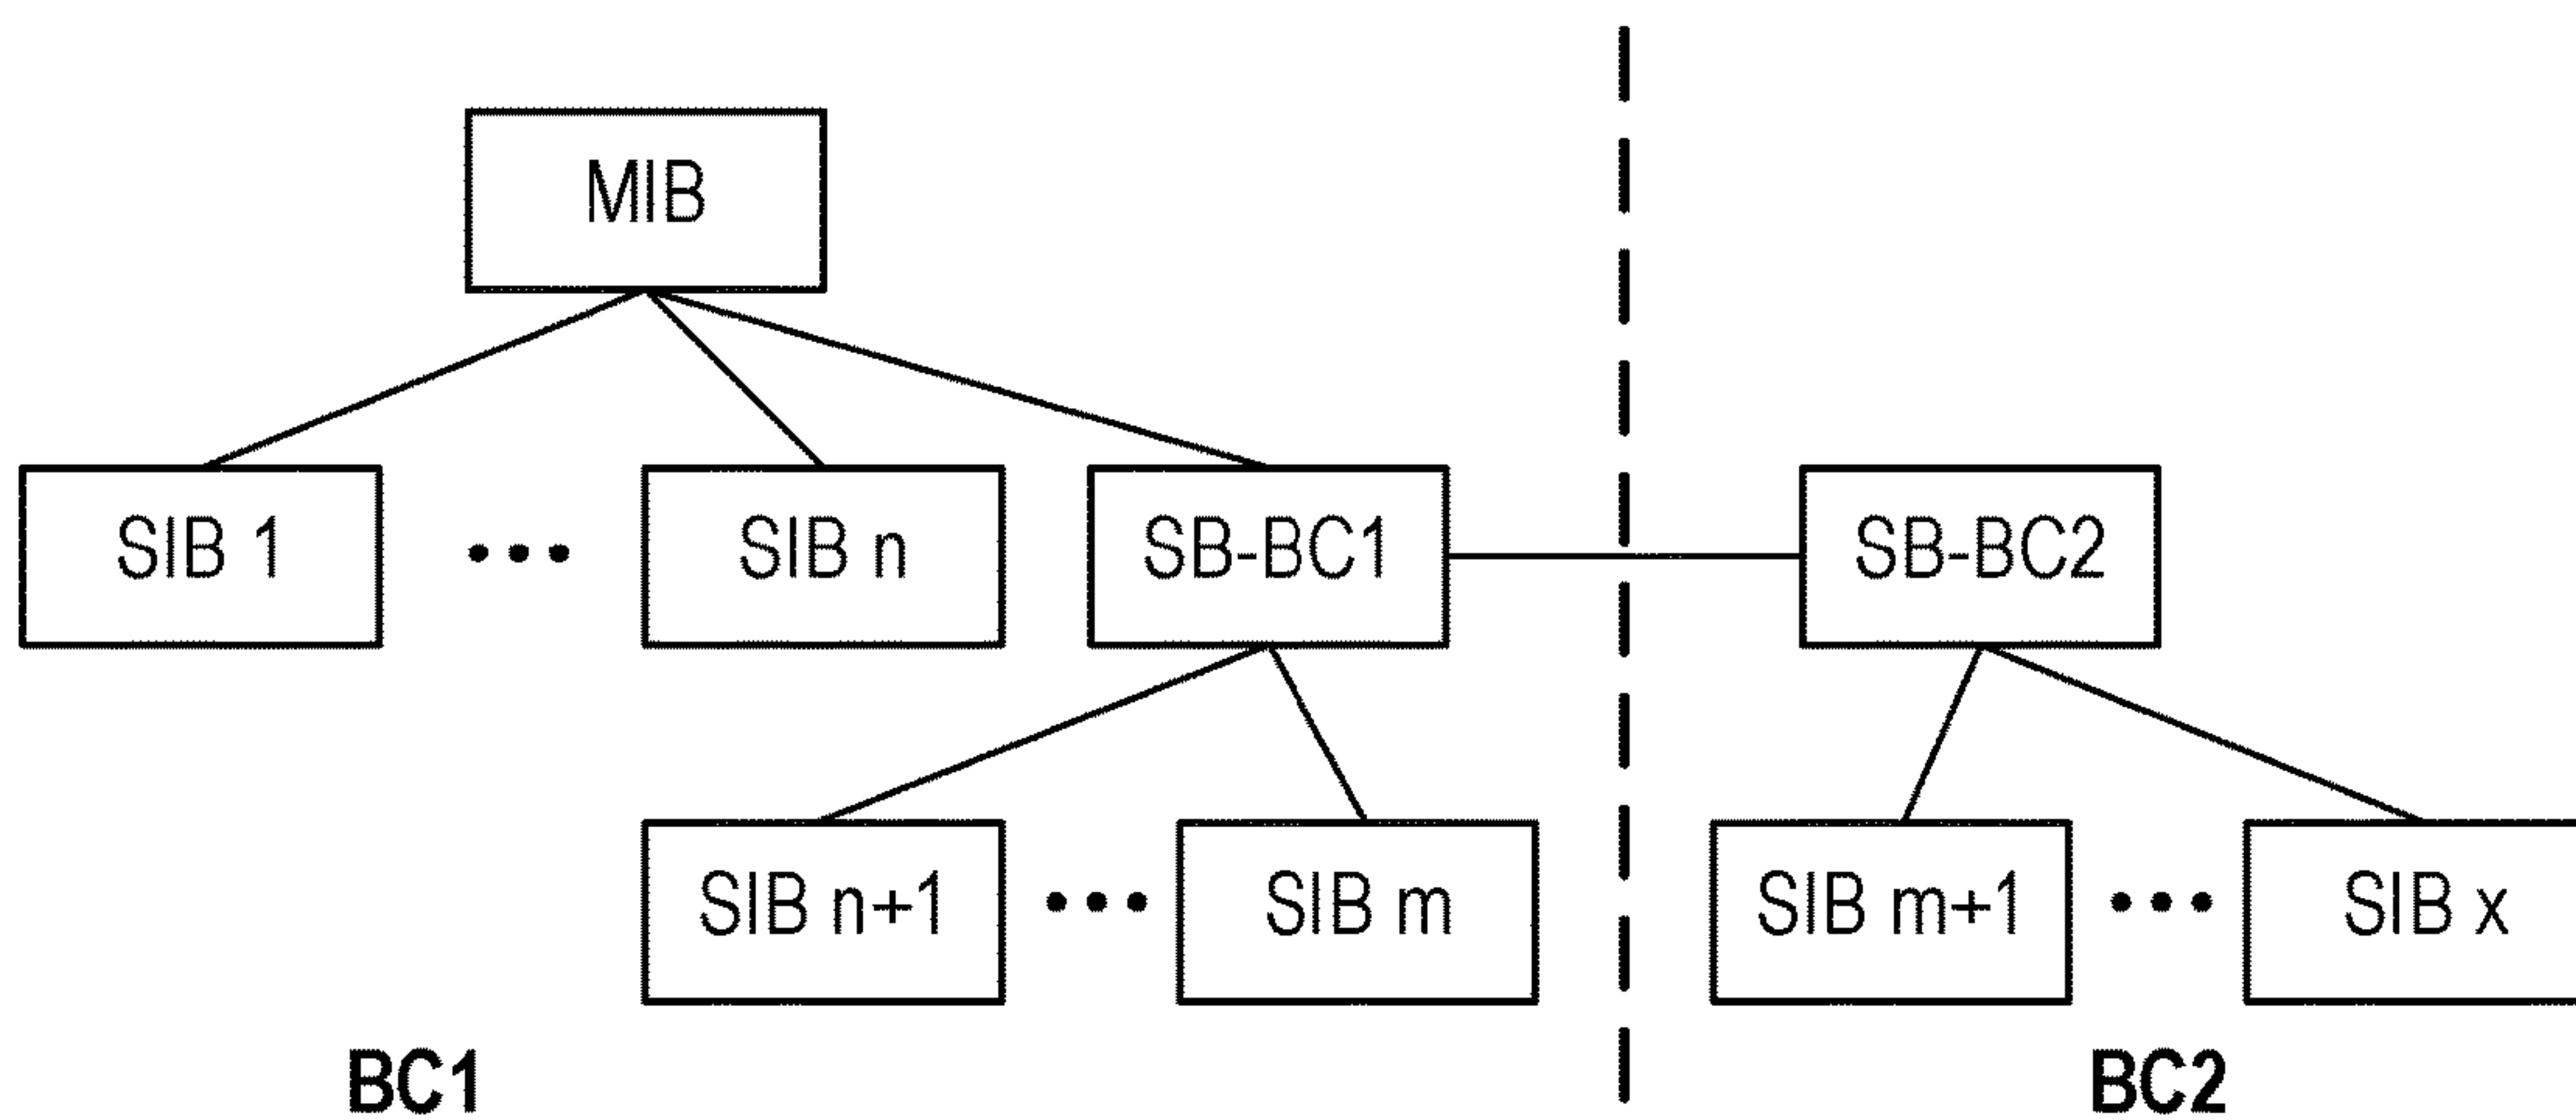 MIB
SIB 1 ••• SIB n SB-BC1 SB-BC2
SIB n+1 ••• SIB m SIB m+1 ••• SIB x
BC1 BC2